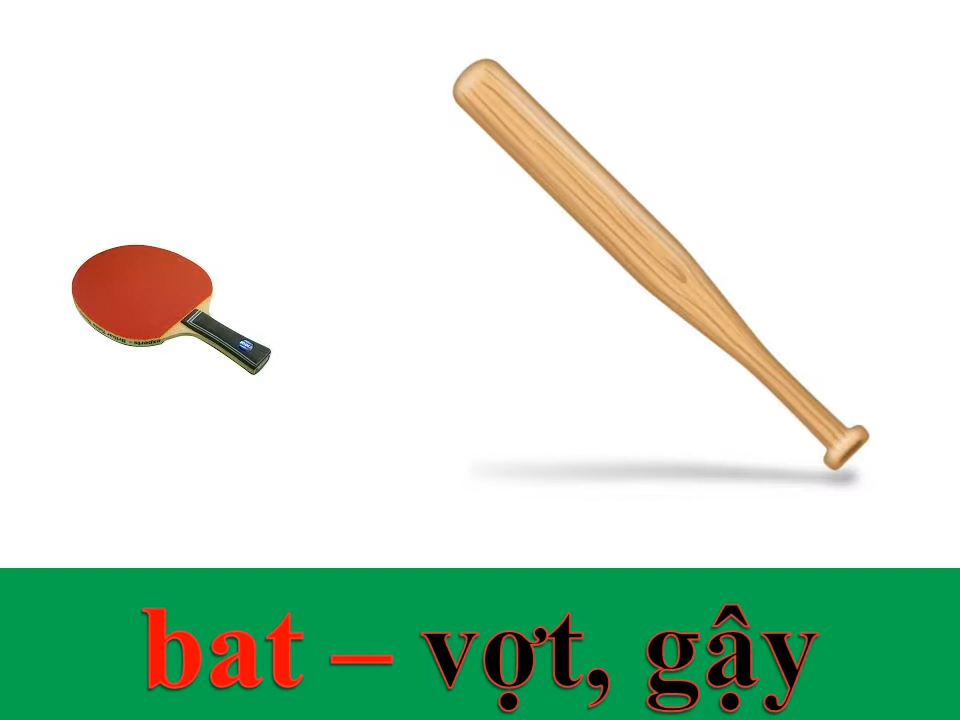 bat – vợt, gậy